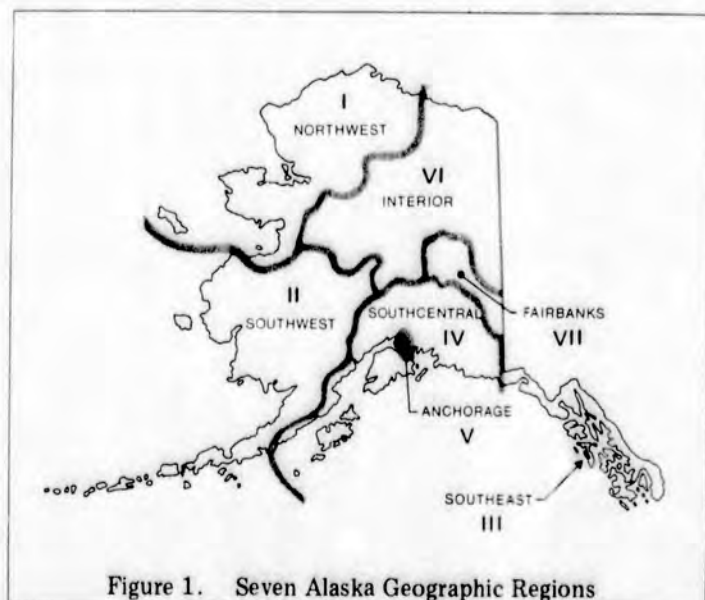 I
NORTHWEST
VI
INTERIOR
II
SOUTHWEST
SOUTHCENTRAL
IV
FAIRBANKS
VII
ANCHORAGE
V
SOUTHEAST
III
Figure 1. Seven Alaska Geographic Regions